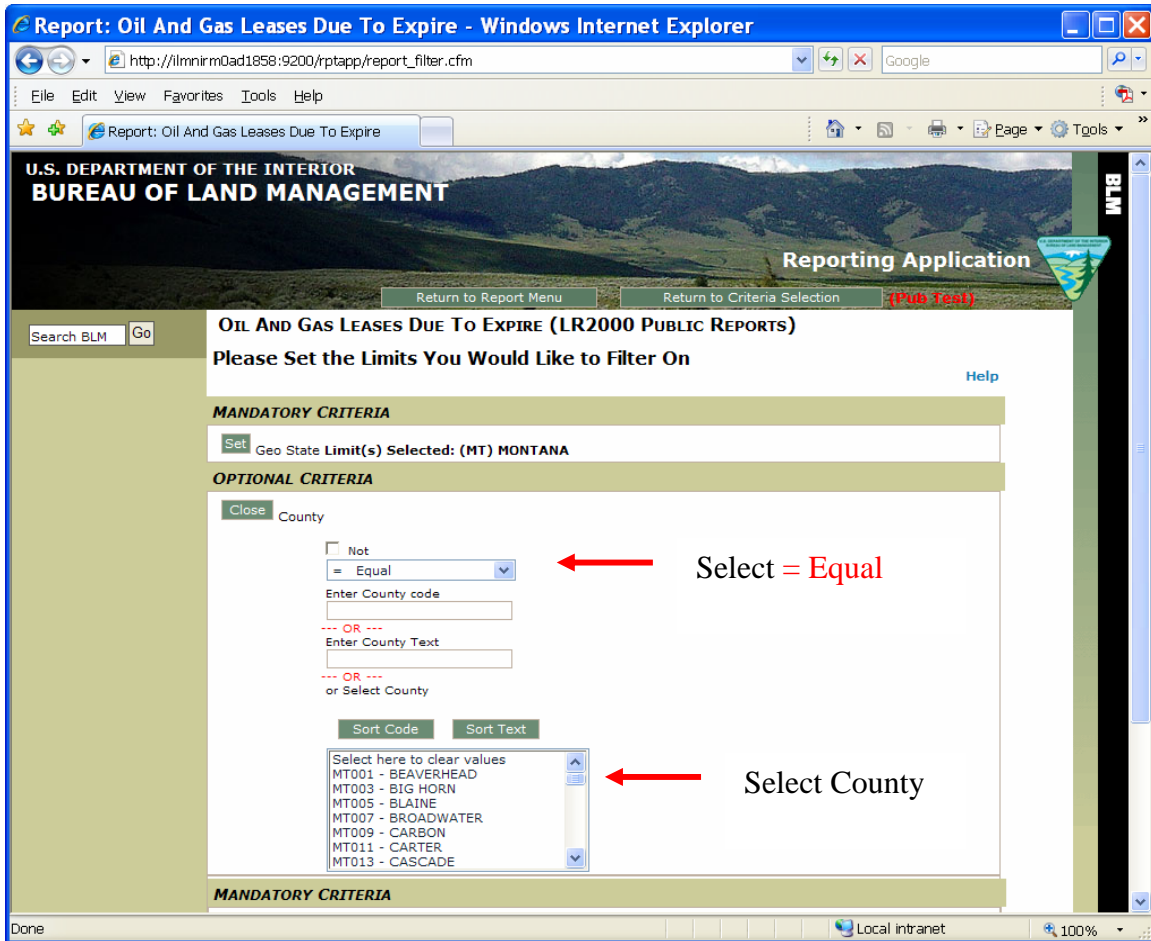 Report: Oil And Gas Leases Due To Expire - Windows Internet Explorer
http://ilmnirm0ad1858:9200/rptapp/report_filter.cfm
Google
File Edit View Favorites Tools Help
Report: Oil And Gas Leases Due To Expire
Page Tools »
U.S. DEPARTMENT OF THE INTERIOR
BUREAU OF LAND MANAGEMENT
BLM
Reporting Application
Return to Report Menu
Return to Criteria Selection
(Pub Test)
Search BLM
Go
OIL AND GAS LEASES DUE TO EXPIRE (LR2000 PUBLIC REPORTS)
Please Set the Limits You Would Like to Filter On
Help
MANDATORY CRITERIA
Set Geo State Limit(s) Selected: (MT) MONTANA
OPTIONAL CRITERIA
Close County
Not
= Equal
Select = Equal
Enter County code
--- OR ---
Enter County Text
--- OR ---
or Select County
Sort Code
Sort Text
Select here to clear values
MT001 - BEAVERHEAD
MT003 - BIG HORN
MT005 - BLAINE
MT007 - BROADWATER
MT009 - CARBON
MT011 - CARTER
MT013 - CASCADE
Select County
MANDATORY CRITERIA
Done
Local intranet
100%